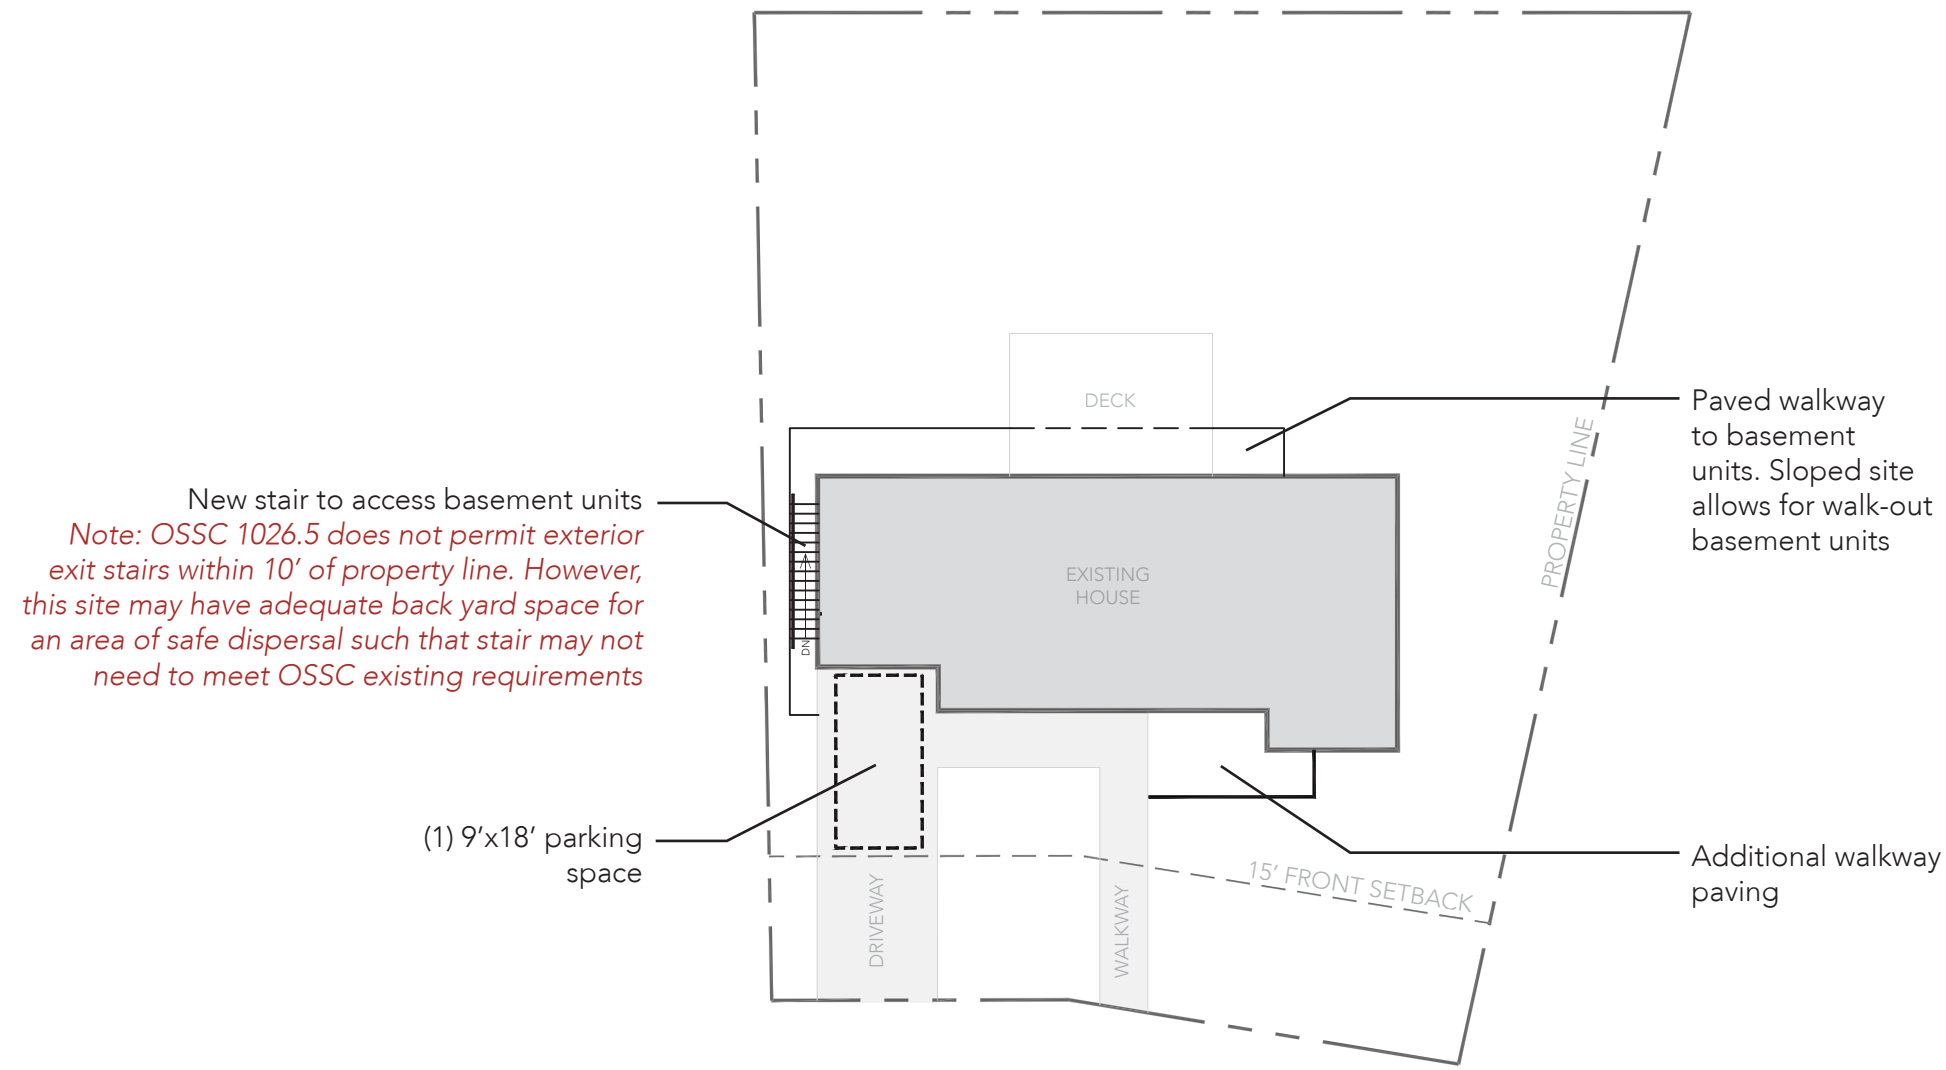 DECK
Paved walkway
to basement
units. Sloped site
allows for walk-out
basement units
PROPERTY LINE
New stair to access basement units
Note: OSSC 1026.5 does not permit exterior
exit stairs within 10’ of property line. However,
this site may have adequate back yard space for
an area of safe dispersal such that stair may not
need to meet OSSC existing requirements
EXISTING
HOUSE
DN
(1) 9’x18’ parking
space
Additional walkway
paving
15’ FRONT SETBACK
DRIVEWAY
WALKWAY